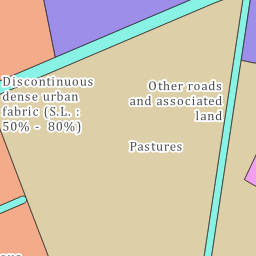 Discontinuous
dense urban
fabric (S.L. :
50% -  80%)
Other roads
and associated
land
Pastures